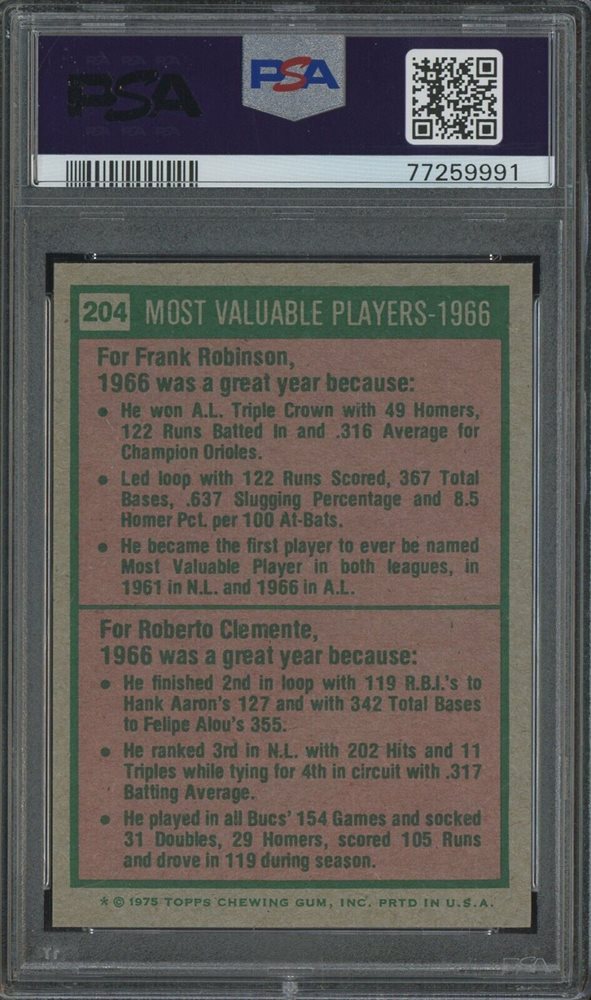 PSA
PSA
77259991
204 MOST VALUABLE PLAYERS-1966
For Frank Robinson,
1966 was a great year because:
• He won A.L. Triple Crown with 49 Homers,
122 Runs Batted In and .316 Average for
Champion Orioles.
• Led loop with 122 Runs Scored, 367 Total
Bases, .637 Slugging Percentage and 8.5
Homer Pct. per 100 At-Bats.
• He became the first player to ever be named
Most Valuable Player in both leagues, in
1961 in N.L. and 1966 in A.L.
For Roberto Clemente,
1966 was a great year because:
• He finished 2nd in loop with 119 R.B.I.'s to
Hank Aaron's 127 and with 342 Total Bases
to Felipe Alou's 355.
• He ranked 3rd in N.L. with 202 Hits and 11
Triples while tying for 4th in circuit with .317
Batting Average.
• He played in all Bucs' 154 Games and socked
31 Doubles, 29 Homers, scored 105 Runs
and drove in 119 during season.
* © 1975 TOPPS CHEWING GUM, INC. PRTD IN U.S.A.
PSA